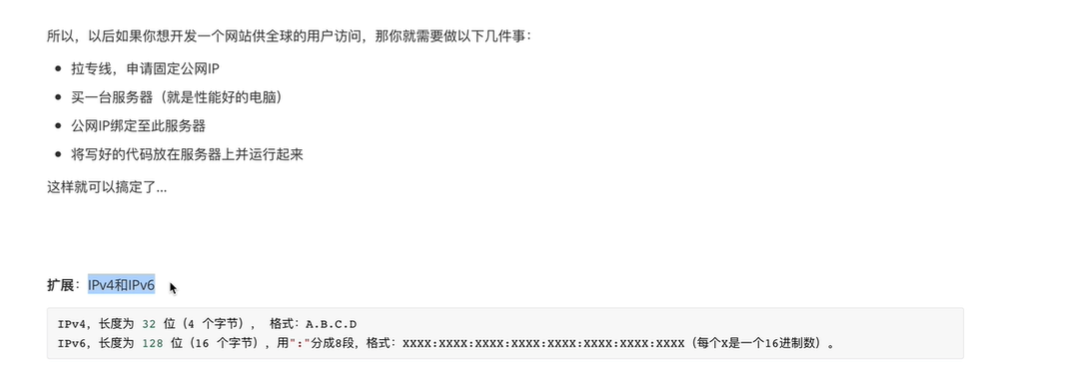 所以，以后如果你想开发一个网站供全球的用户访问，那你就需要做以下几件事：
• 拉专线，申请固定公网IP
• 买一台服务器（就是性能好的电脑）
• 公网IP绑定至此服务器
• 将写好的代码放在服务器上并运行起来
这样就可以搞定了...
扩展：IPv4和IPv6
IPv4，长度为 32 位（4 个字节）， 格式：A.B.C.D
IPv6，长度为 128 位（16 个字节），用":"分成8段，格式：XXXX:XXXX:XXXX:XXXX:XXXX:XXXX:XXXX:XXXX（每个X是一个16进制数）。